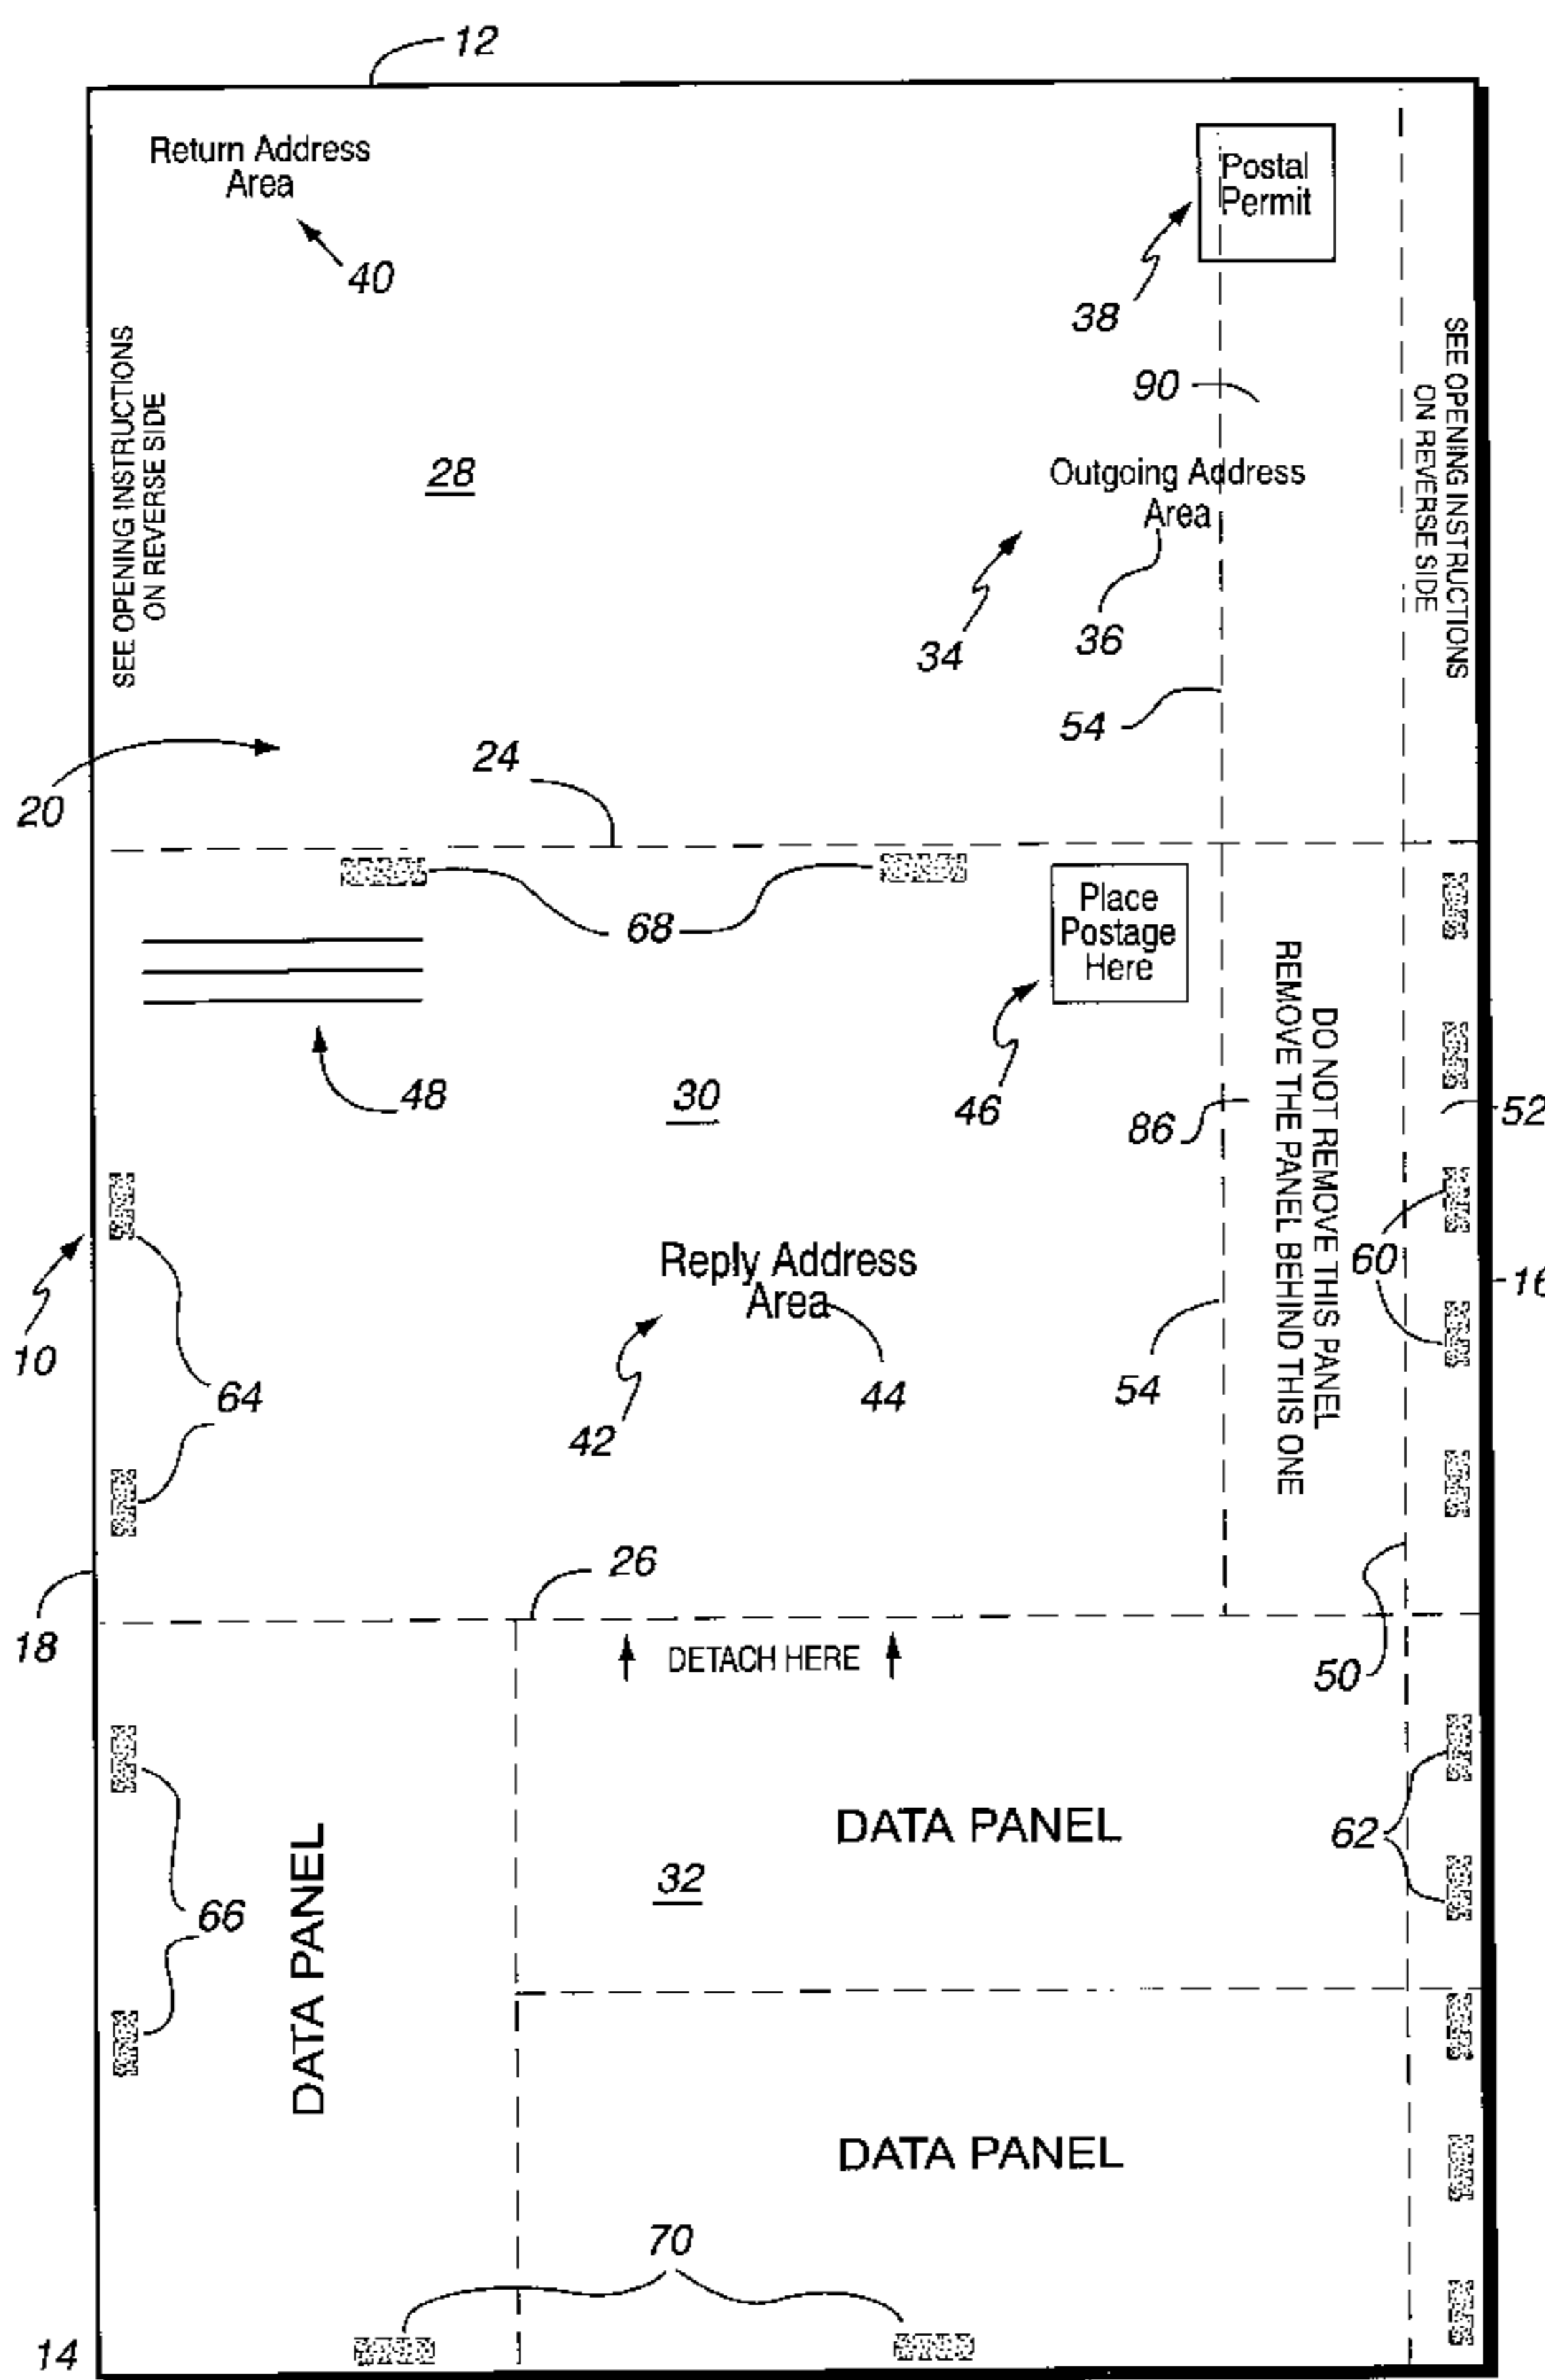 12
Return Address
Area
40
Postal
Permit
38
SEE OPENING INSTRUCTIONS
ON REVERSE SIDE
SEE OPENING INSTRUCTIONS
ON REVERSE SIDE
90
28
Outgoing Address
Area
34
36
54
20
24
68
Place
Postage
Here
48
30
46
86
DO NOT REMOVE THIS PANEL
REMOVE THE PANEL BEHIND THIS ONE
52
10
64
Reply Address
Area
42
44
54
60
16
18
26
DETACH HERE
50
66
DATA PANEL
DATA PANEL
32
62
DATA PANEL
70
14